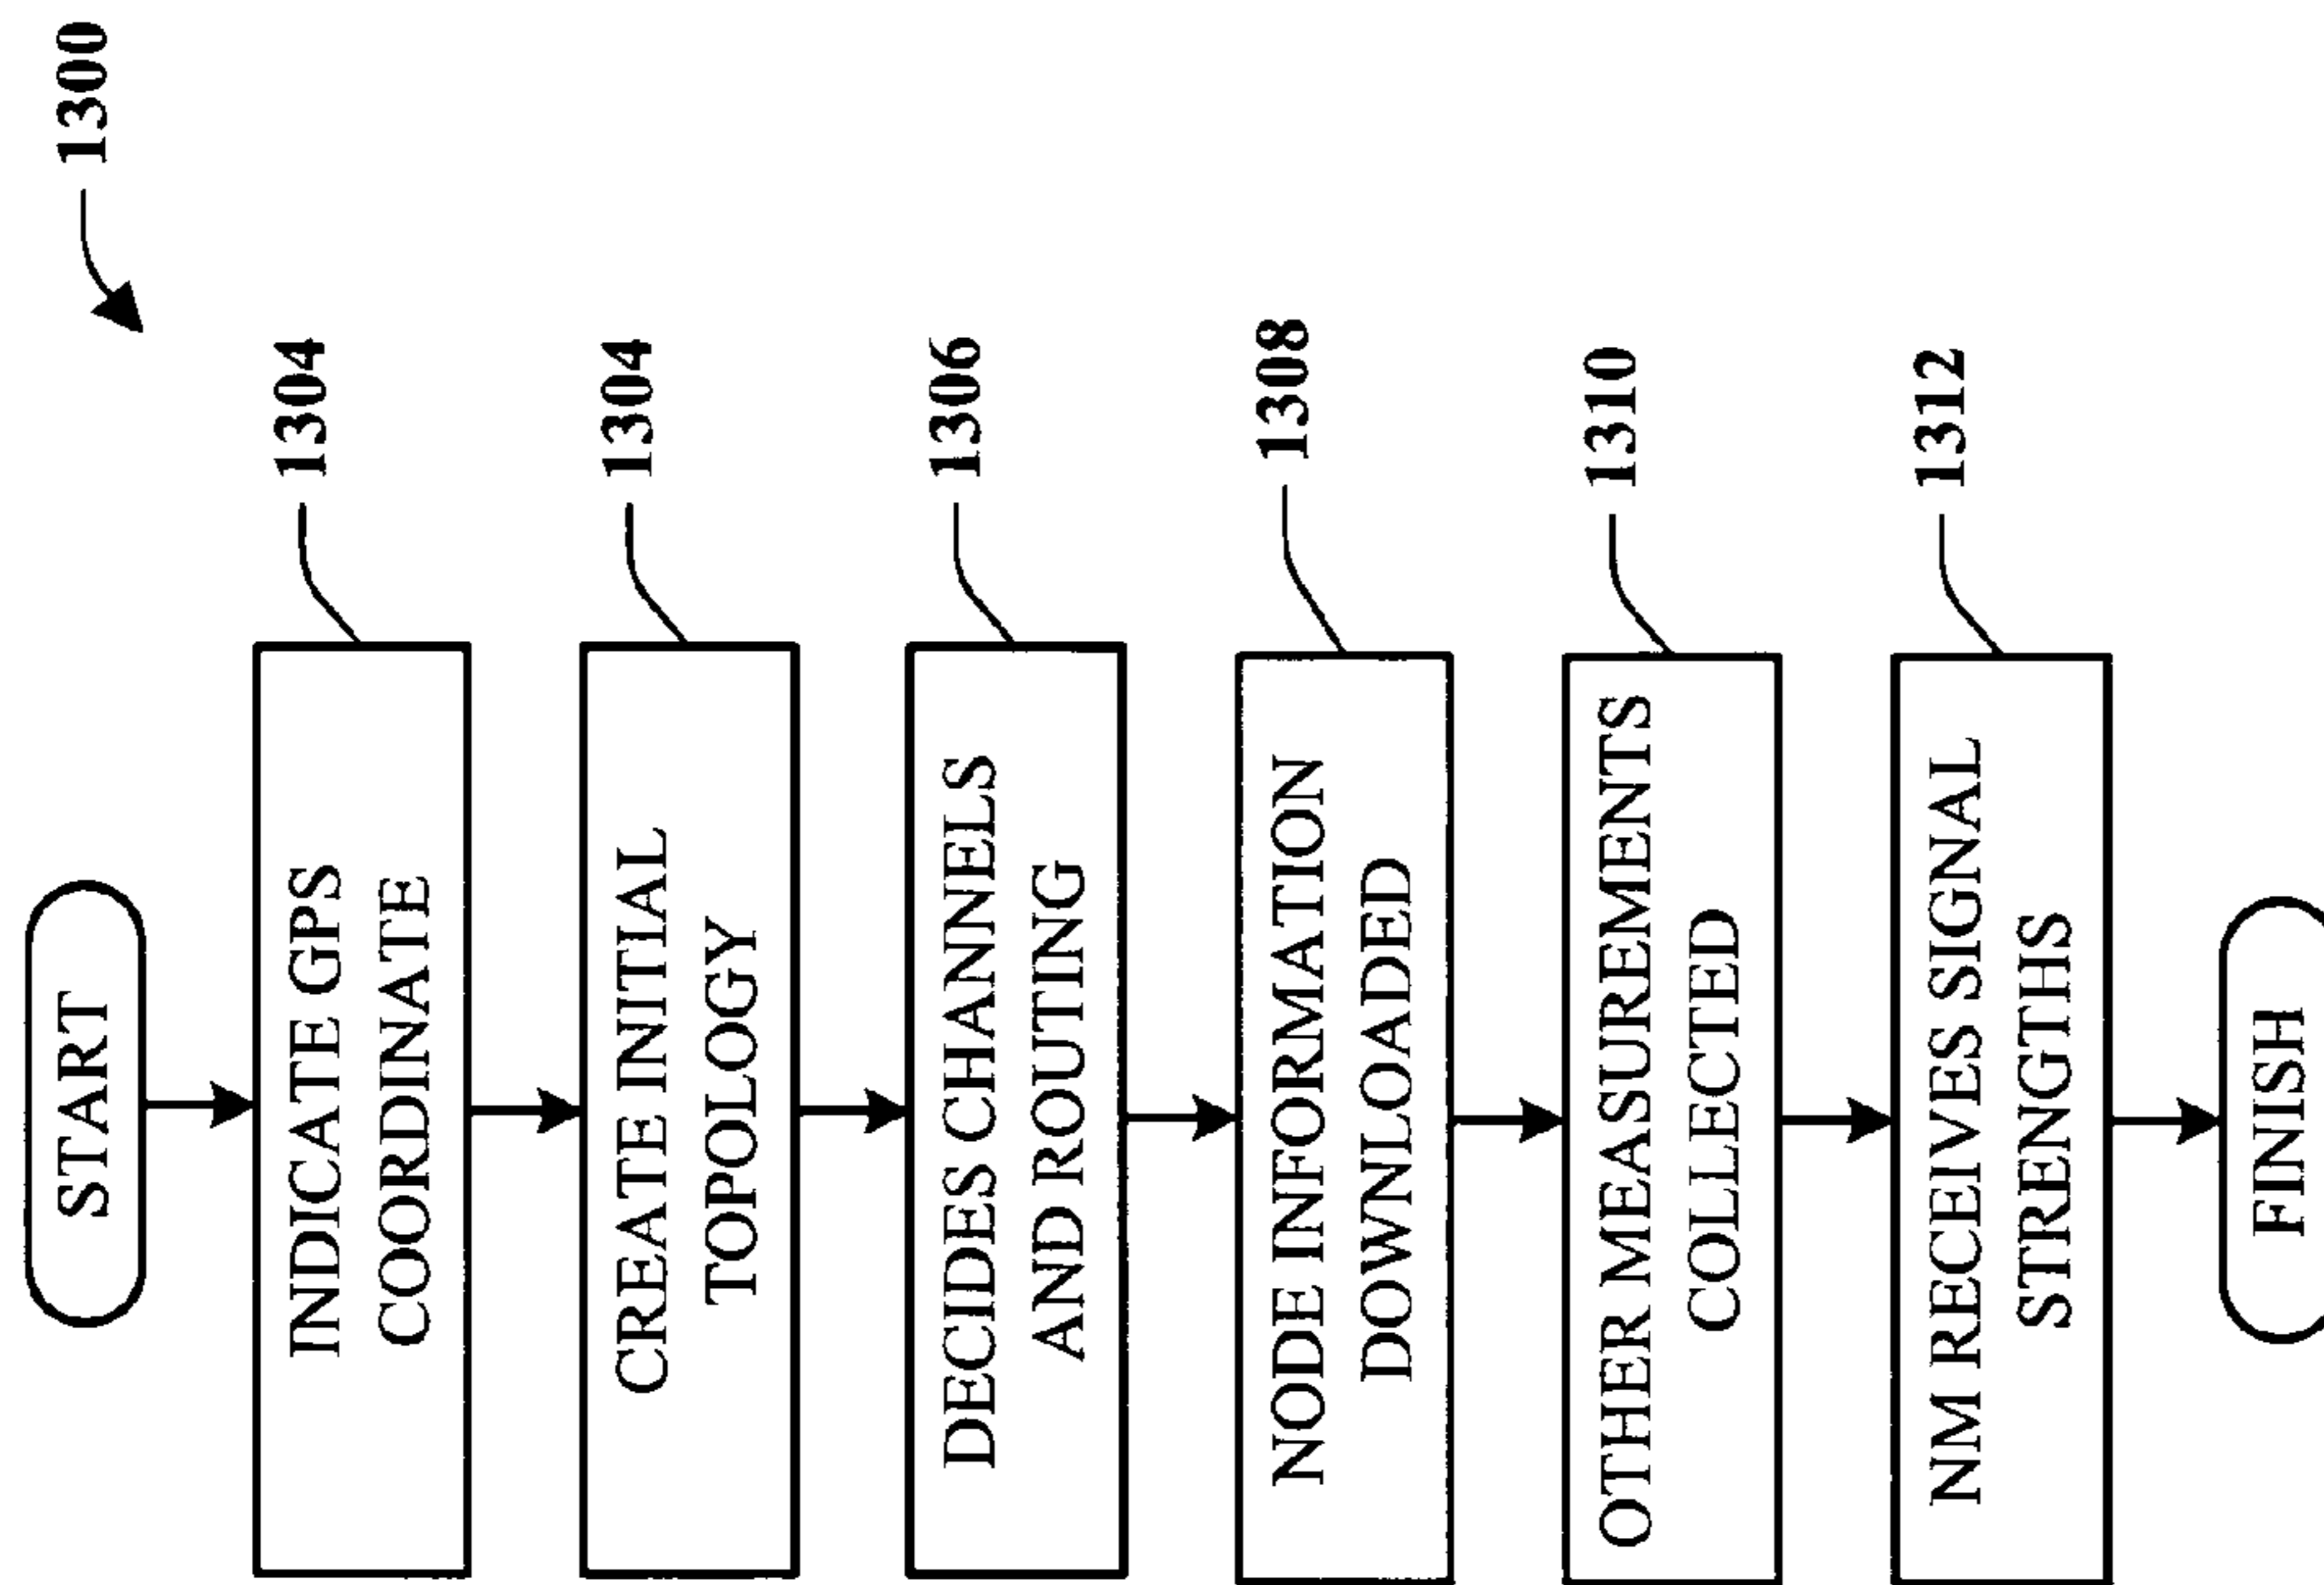 1300
START
INDICATE GPS
COORDINATE
1304
CREATE INITIAL
TOPOLOGY
1304
DECIDES CHANNELS
AND ROUTING
1306
NODE INFORMATION
DOWNLOADED
1308
OTHER MEASUREMENTS
COLLECTED
1310
NM RECEIVES SIGNAL
STRENGTHS
1312
FINISH